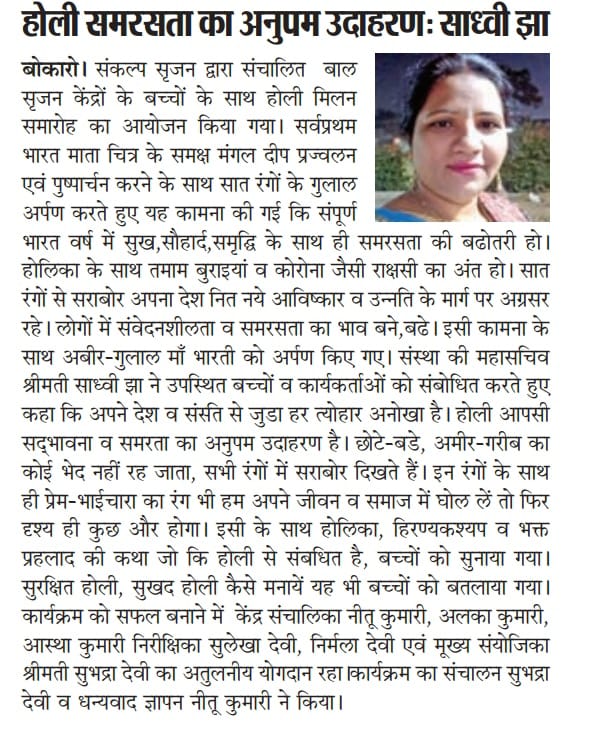 होली समरसता का अनुपम उदाहरण: साध्वी झा
बोकारो। संकल्प सृजन द्वारा संचालित बाल
सृजन केंद्रों के बच्चों के साथ होली मिलन
समारोह का आयोजन किया गया। सर्वप्रथम
भारत माता चित्र के समक्ष मंगल दीप प्रज्वलन
एवं पुष्पार्चन करने के साथ सात रंगों के गुलाल
अर्पण करते हुए यह कामना की गई कि संपूर्ण
भारत वर्ष में सुख,सौहार्द,समृद्धि के साथ ही समरसता की बढोतरी हो।
होलिका के साथ तमाम बुराइयां व कोरोना जैसी राक्षसी का अंत हो। सात
रंगों से सराबोर अपना देश नित नये आविष्कार व उन्नति के मार्ग पर अग्रसर
रहे। लोगों में संवेदनशीलता व समरसता का भाव बने,बढे। इसी कामना के
साथ अबीर-गुलाल माँ भारती को अर्पण किए गए। संस्था की महासचिव
श्रीमती साध्वी झा ने उपस्थित बच्चों व कार्यकर्ताओं को संबोधित करते हुए
कहा कि अपने देश व संसति से जुडा हर त्योहार अनोखा है। होली आपसी
सद्भावना व समरता का अनुपम उदाहरण है। छोटे-बडे, अमीर-गरीब का
कोई भेद नहीं रह जाता, सभी रंगों में सराबोर दिखते हैं। इन रंगों के साथ
ही प्रेम-भाईचारा का रंग भी हम अपने जीवन व समाज में घोल लें तो फिर
दृश्य ही कुछ और होगा। इसी के साथ होलिका, हिरण्यकश्यप व भक्त
प्रहलाद की कथा जो कि होली से संबधित है, बच्चों को सुनाया गया।
सुरक्षित होली, सुखद होली कैसे मनायें यह भी बच्चों को बतलाया गया।
कार्यक्रम को सफल बनाने में केंद्र संचालिका नीतू कुमारी, अलका कुमारी,
आस्था कुमारी निरीक्षिका सुलेखा देवी, निर्मला देवी एवं मूख्य संयोजिका
श्रीमती सुभद्रा देवी का अतुलनीय योगदान रहा।कार्यक्रम का संचालन सुभद्रा
देवी व धन्यवाद ज्ञापन नीतू कुमारी ने किया।